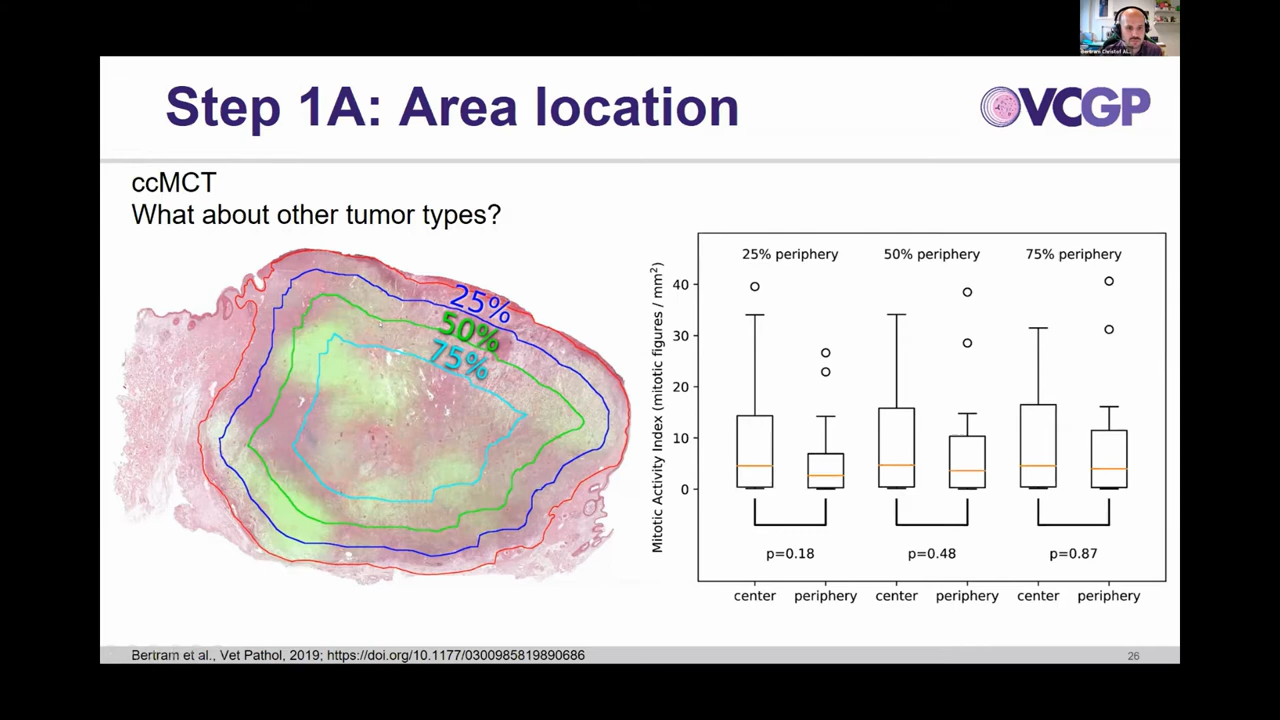 Step 1A: Area location
VCGP
ccMCT
What about other tumor types?
25%
50%
75%
25% periphery 50% periphery 75% periphery
Mitotic Activity Index (mitotic figures / mm²)
40
30
20
10
0
p=0.18 p=0.48 p=0.87
center periphery center periphery center periphery
Bertram et al., Vet Pathol, 2019; https://doi.org/10.1177/0300985819890686
26